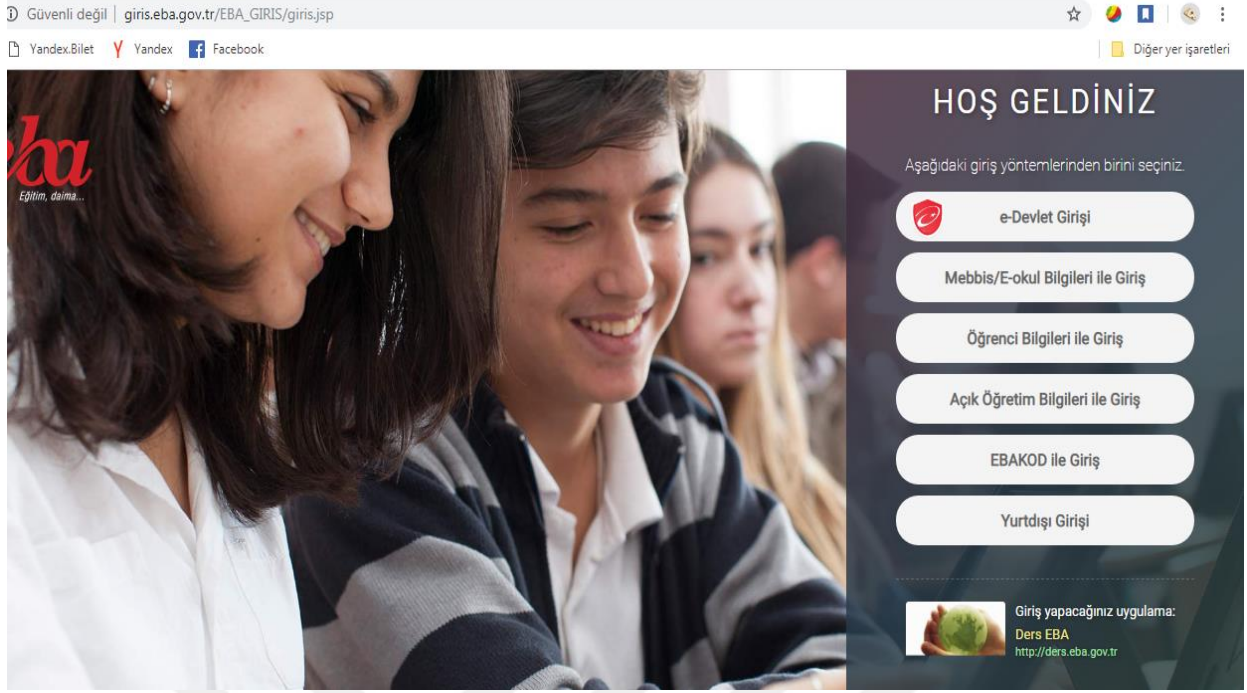 Güvenli değil | giris.eba.gov.tr/EBA_GIRIS/giris.jsp
Yandex.Bilet Yandex Facebook Diğer yer işaretleri
eba
Eğitim, daima...
HOŞ GELDİNİZ
Aşağıdaki giriş yöntemlerinden birini seçiniz.
e-Devlet Girişi
Mebbis/E-okul Bilgileri ile Giriş
Öğrenci Bilgileri ile Giriş
Açık Öğretim Bilgileri ile Giriş
EBAKOD ile Giriş
Yurtdışı Girişi
Giriş yapacağınız uygulama:
Ders EBA
http://ders.eba.gov.tr